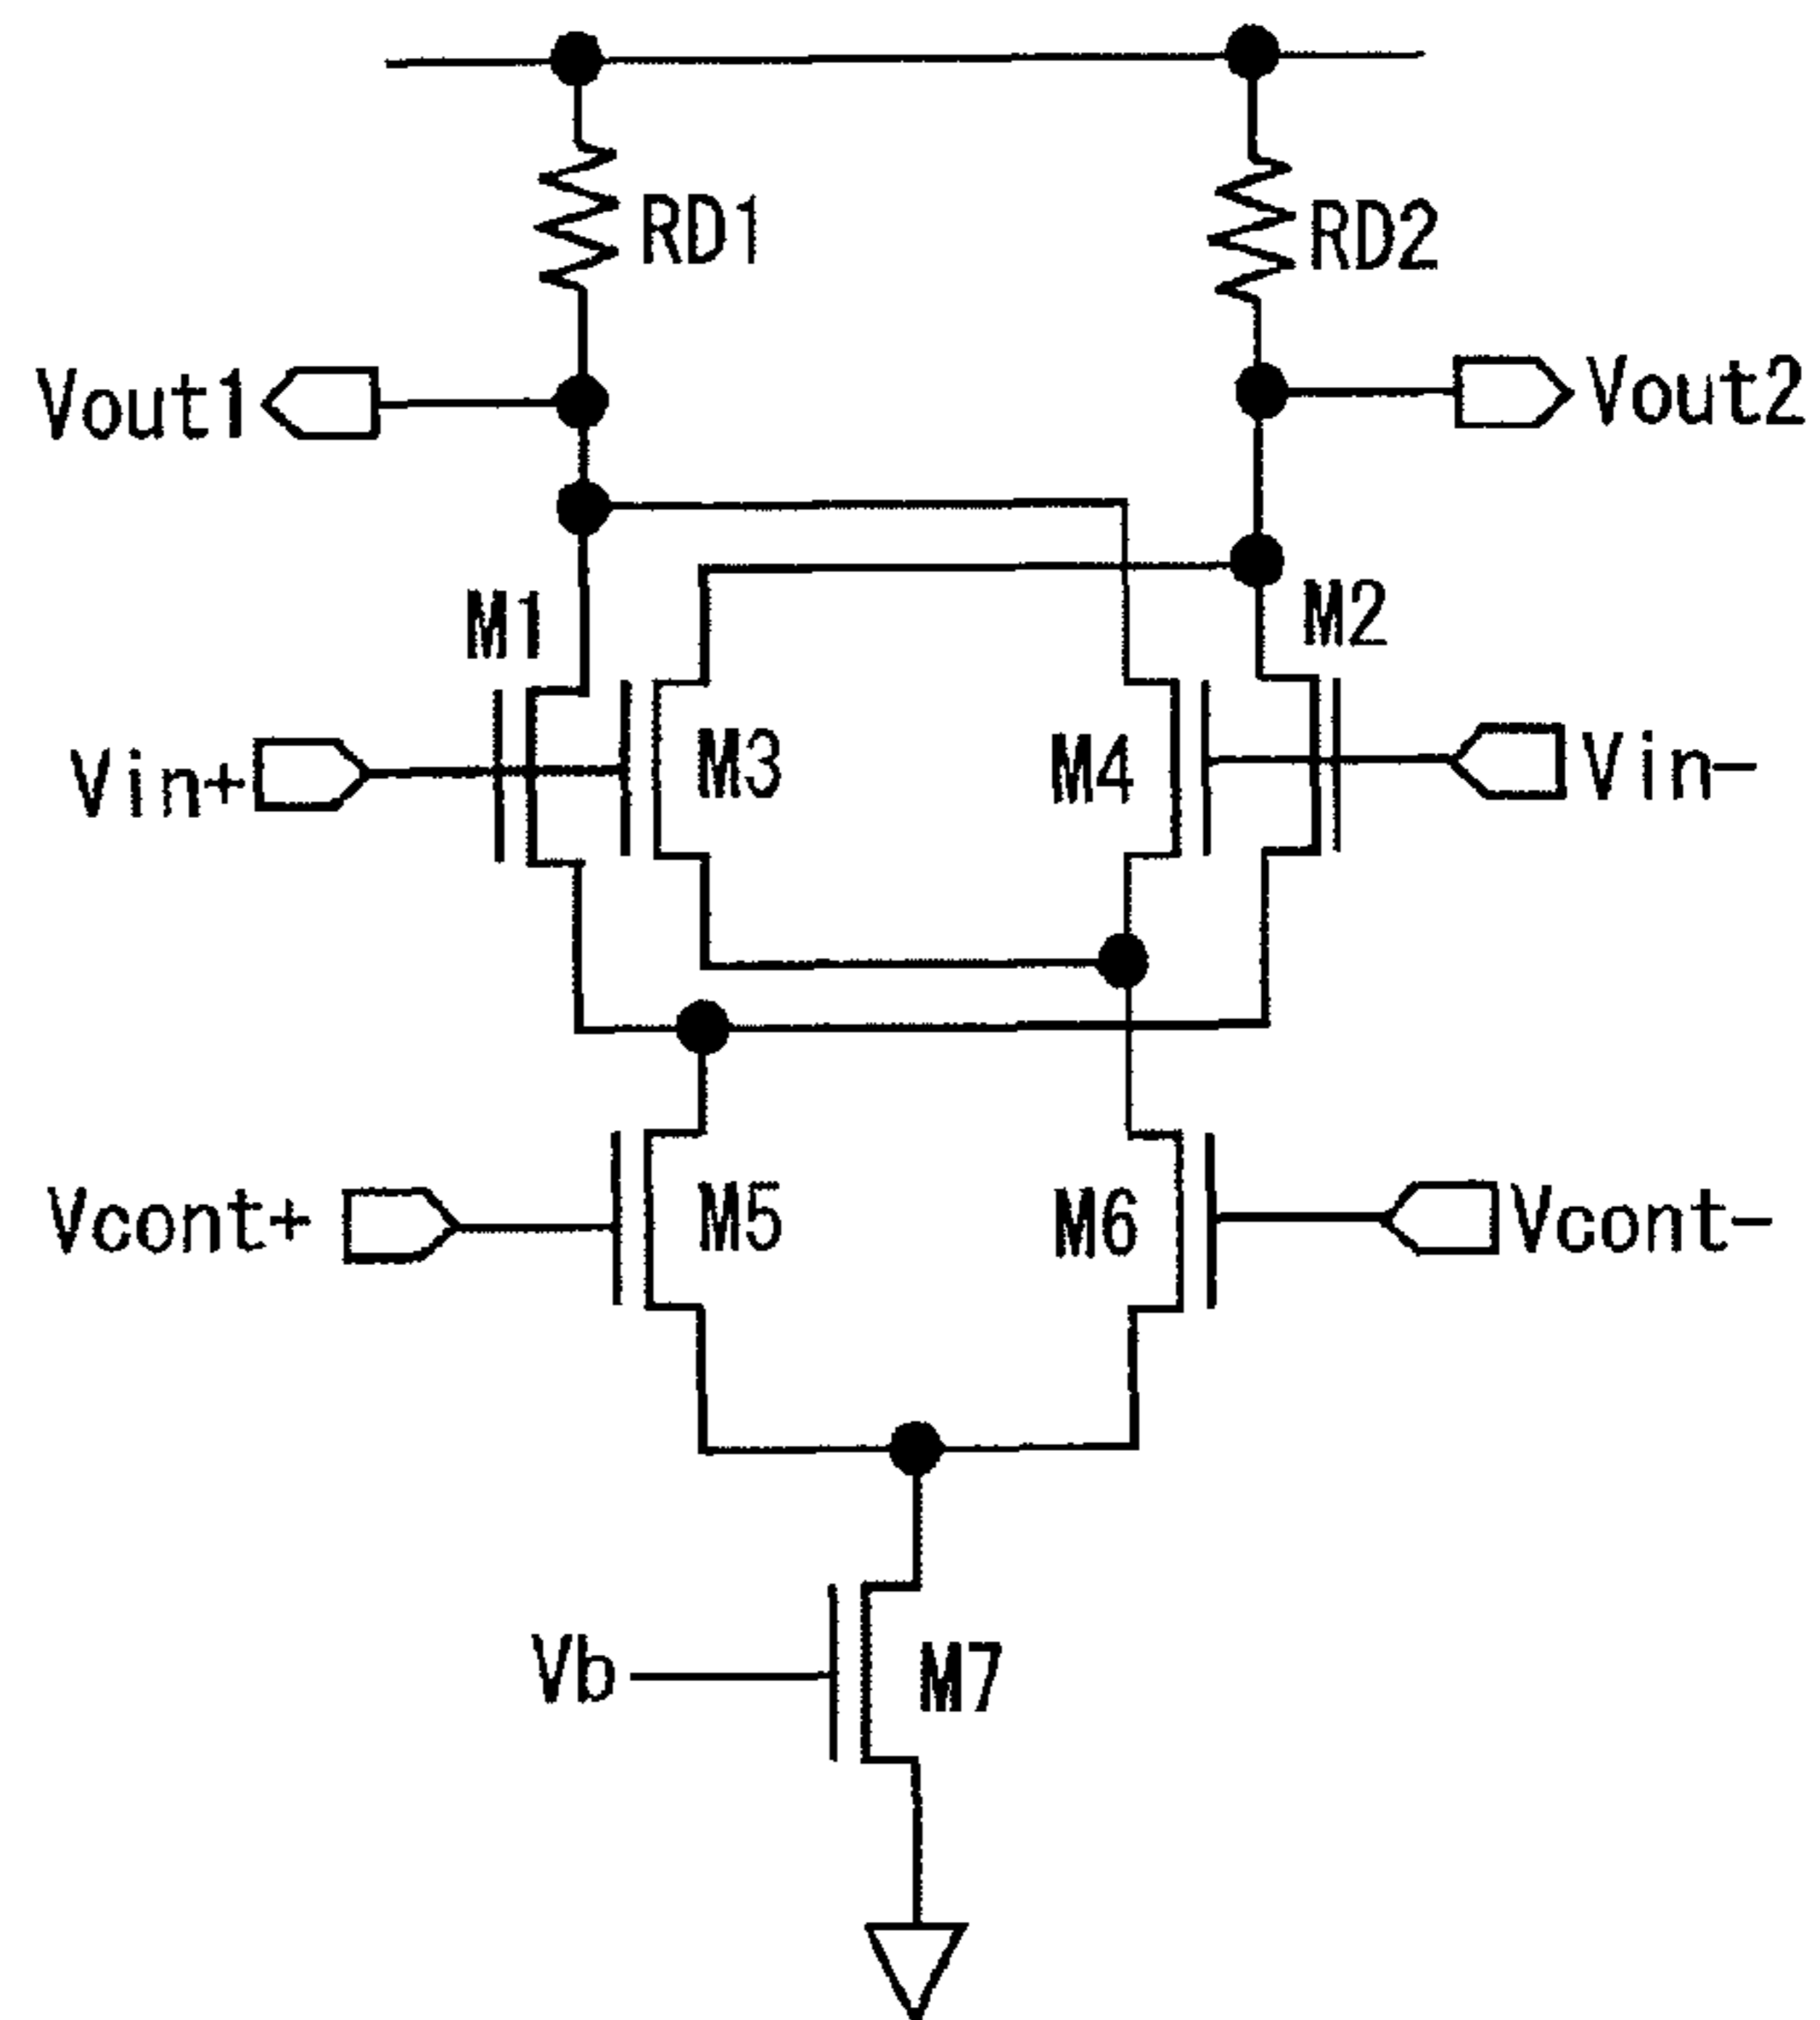 RD1
RD2
Vout1
Vout2
M1
M2
M3
M4
Vin+
Vin-
Vcont+
M5
M6
Vcont-
Vb
M7